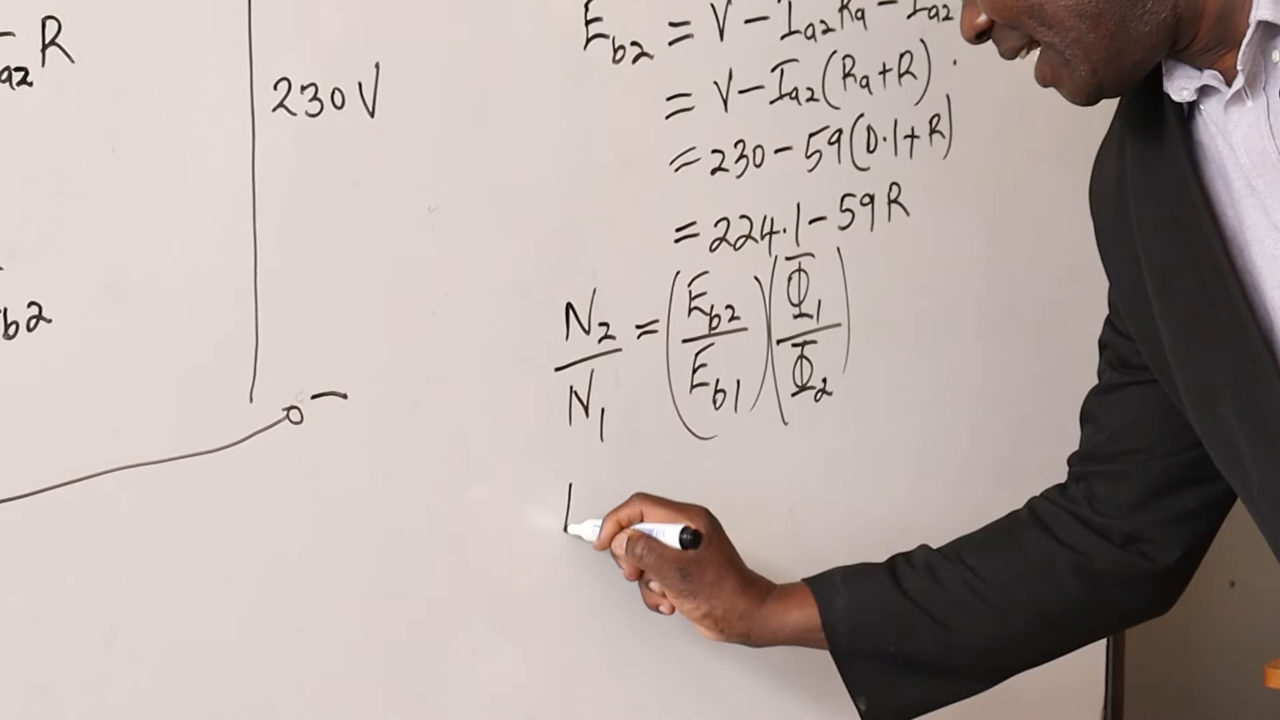 az R
230V
b2
E_b2 = V - I_a2 R_a - I_a2
= V - I_a2 (R_a + R).
= 230 - 59(0.1 + R)
= 224.1 - 59R
N_2/N_1 = (E_b2/E_b1)(Φ_1/Φ_2)